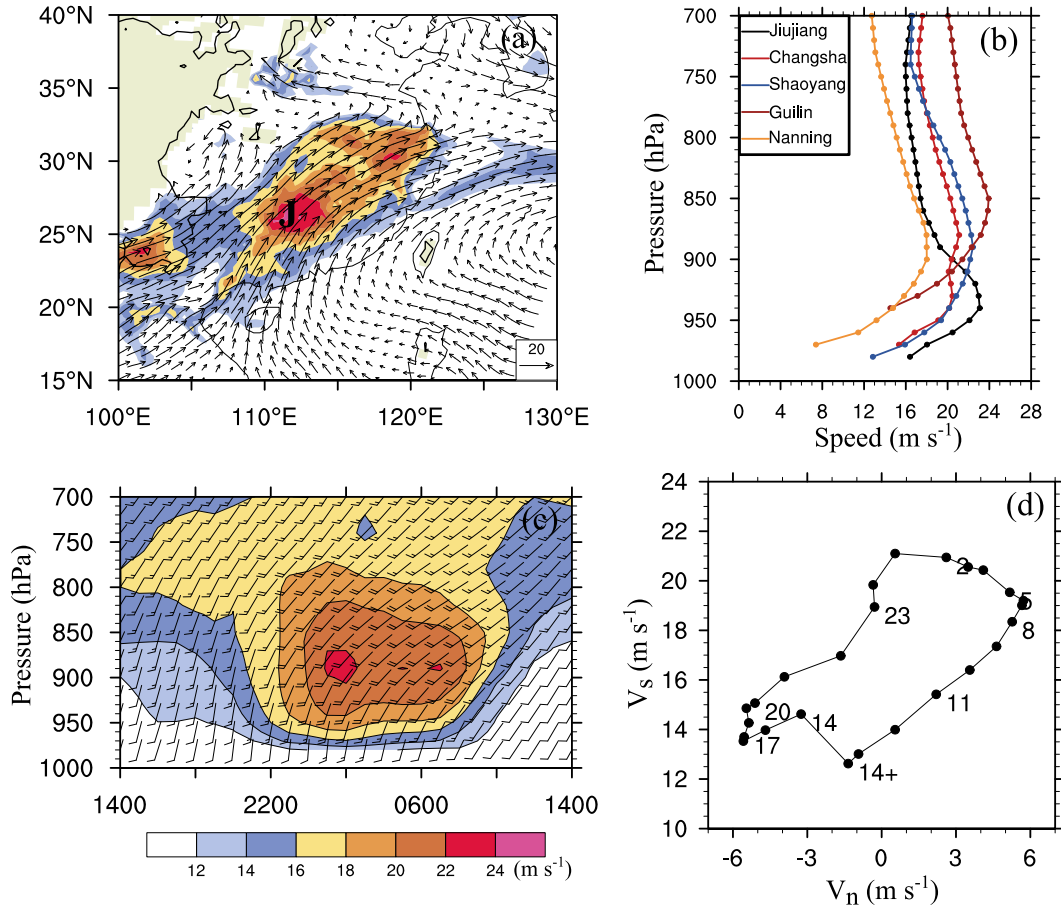 40°N
35°N
30°N
25°N
20°N
15°N
100°E
110°E
120°E
130°E
(a)
J
20
Pressure (hPa)
700
750
800
850
900
950
1000
0 4 8 12 16 20 24 28
Speed (m s⁻¹)
(b)
Jiujiang
Changsha
Shaoyang
Guilin
Nanning
Pressure (hPa)
700
750
800
850
900
950
1000
1400 2200 0600 1400
(c)
12 14 16 18 20 22 24 (m s⁻¹)
Vs (m s⁻¹)
24
22
20
18
16
14
12
10
-6 -3 0 3 6
Vn (m s⁻¹)
(d)
2
5
8
23
11
20
14
17
14+